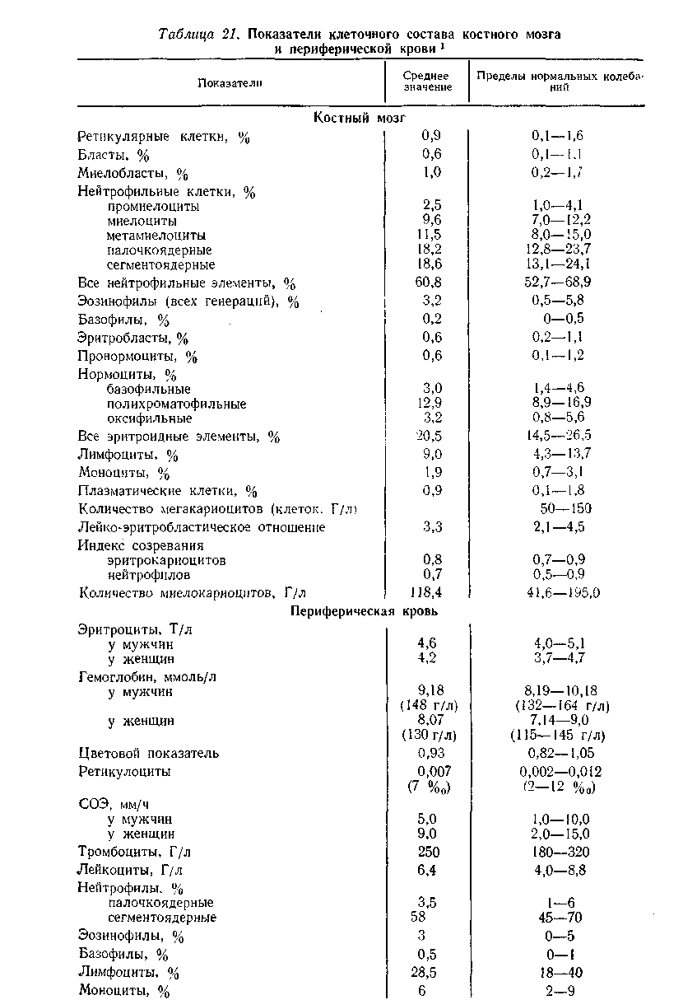 Таблица 21. Показатели клеточного состава костного мозга
и периферической крови ¹
Показатели Среднее значение Пределы нормальных колебаний
Костный мозг
Ретикулярные клетки, % 0,9 0,1—1,6
Бласты, % 0,6 0,1—1,1
Миелобласты, % 1,0 0,2—1,7
Нейтрофильные клетки, %
промиелоциты 2,5 1,0—4,1
миелоциты 9,6 7,0—12,2
метамиелоциты 11,5 8,0—15,0
палочкоядерные 18,2 12,8—23,7
сегментоядерные 18,6 13,1—24,1
Все нейтрофильные элементы, % 60,8 52,7—68,9
Эозинофилы (всех генераций), % 3,2 0,5—5,8
Базофилы, % 0,2 0—0,5
Эритробласты, % 0,6 0,2—1,1
Пронормоциты, % 0,6 0,1—1,2
Нормоциты, %
базофильные 3,0 1,4—4,6
полихроматофильные 12,9 8,9—16,9
оксифильные 3,2 0,8—5,6
Все эритроидные элементы, % 20,5 14,5—26,5
Лимфоциты, % 9,0 4,3—13,7
Моноциты, % 1,9 0,7—3,1
Плазматические клетки, % 0,9 0,1—1,8
Количество мегакариоцитов (клеток. Г/л) 50—150
Лейко-эритробластическое отношение 3,3 2,1—4,5
Индекс созревания
эритрокариоцитов 0,8 0,7—0,9
нейтрофилов 0,7 0,5—0,9
Количество миелокариоцитов, Г/л 118,4 41,6—195,0
Периферическая кровь
Эритроциты, Т/л
у мужчин 4,6 4,0—5,1
у женщин 4,2 3,7—4,7
Гемоглобин, ммоль/л
у мужчин 9,18 8,19—10,18
(148 г/л) (132—164 г/л)
у женщин 8,07 7,14—9,0
(130 г/л) (115—145 г/л)
Цветовой показатель 0,93 0,82—1,05
Ретикулоциты 0,007 0,002—0,012
(7 ‰) (2—12 ‰)
СОЭ, мм/ч
у мужчин 5,0 1,0—10,0
у женщин 9,0 2,0—15,0
Тромбоциты, Г/л 250 180—320
Лейкоциты, Г/л 6,4 4,0—8,8
Нейтрофилы, %
палочкоядерные 3,5 1—6
сегментоядерные 58 45—70
Эозинофилы, % 3 0—5
Базофилы, % 0,5 0—1
Лимфоциты, % 28,5 18—40
Моноциты, % 6 2—9